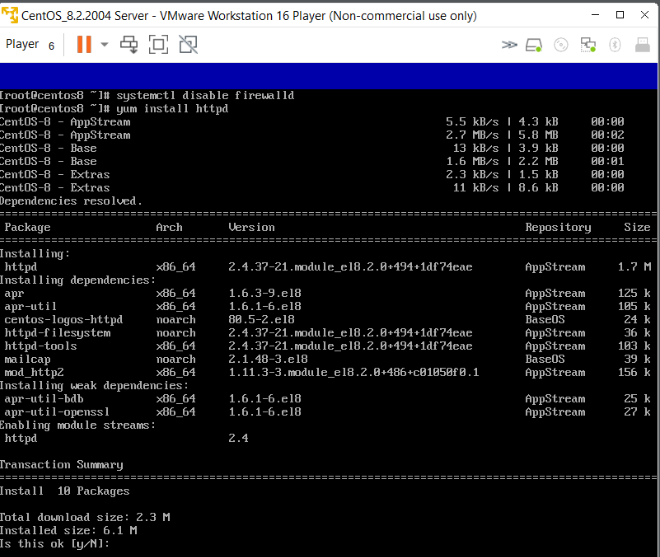 CentOS_8.2.2004 Server - VMware Workstation 16 Player (Non-commercial use only)
Player 6
[root@centos8 ~]# systemctl disable firewalld
[root@centos8 ~]# yum install httpd
CentOS-8 - AppStream 5.5 kB/s | 4.3 kB 00:00
CentOS-8 - AppStream 2.7 MB/s | 5.8 MB 00:02
CentOS-8 - Base 13 kB/s | 3.9 kB 00:00
CentOS-8 - Base 1.6 MB/s | 2.2 MB 00:01
CentOS-8 - Extras 2.3 kB/s | 1.5 kB 00:00
CentOS-8 - Extras 11 kB/s | 8.6 kB 00:00
Dependencies resolved.
Package Arch Version Repository Size
Installing:
httpd x86_64 2.4.37-21.module_el8.2.0+494+1df74eae AppStream 1.7 M
Installing dependencies:
apr x86_64 1.6.3-9.el8 AppStream 125 k
apr-util x86_64 1.6.1-6.el8 AppStream 105 k
centos-logos-httpd noarch 80.5-2.el8 BaseOS 24 k
httpd-filesystem noarch 2.4.37-21.module_el8.2.0+494+1df74eae AppStream 36 k
httpd-tools x86_64 2.4.37-21.module_el8.2.0+494+1df74eae AppStream 103 k
mailcap noarch 2.1.48-3.el8 BaseOS 39 k
mod_http2 x86_64 1.11.3-3.module_el8.2.0+486+c01050f0.1 AppStream 156 k
Installing weak dependencies:
apr-util-bdb x86_64 1.6.1-6.el8 AppStream 25 k
apr-util-openssl x86_64 1.6.1-6.el8 AppStream 27 k
Enabling module streams:
httpd 2.4
Transaction Summary
Install 10 Packages
Total download size: 2.3 M
Installed size: 6.1 M
Is this ok [y/N]: